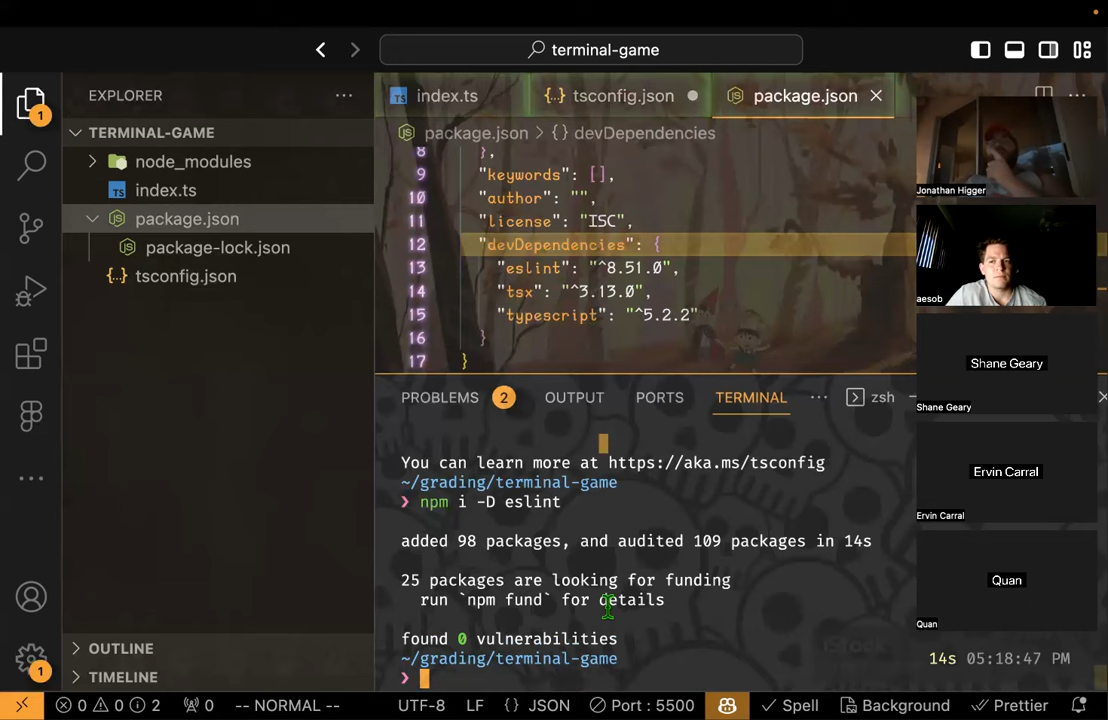 terminal-game
EXPLORER
TERMINAL-GAME
node_modules
index.ts
package.json
package-lock.json
tsconfig.json
OUTLINE
TIMELINE
1
1
TS index.ts
{..} tsconfig.json
package.json
package.json > {} devDependencies
8 },
9 "keywords": [],
10 "author": "",
11 "license": "ISC",
12 "devDependencies": {
13 "eslint": "^8.51.0",
14 "tsx": "^3.13.0",
15 "typescript": "^5.2.2"
16 }
17 }
PROBLEMS 2 OUTPUT PORTS TERMINAL ... zsh
You can learn more at https://aka.ms/tsconfig
~/grading/terminal-game
❯ npm i -D eslint
added 98 packages, and audited 109 packages in 14s
25 packages are looking for funding
run `npm fund` for details
found 0 vulnerabilities
~/grading/terminal-game
14s 05:18:47 PM
❯
Jonathan Higger
aesob
Shane Geary
Shane Geary
Ervin Carral
Ervin Carral
Quan
Quan
0 0 2 0 -- NORMAL -- UTF-8 LF {} JSON Port : 5500 Spell Background Prettier